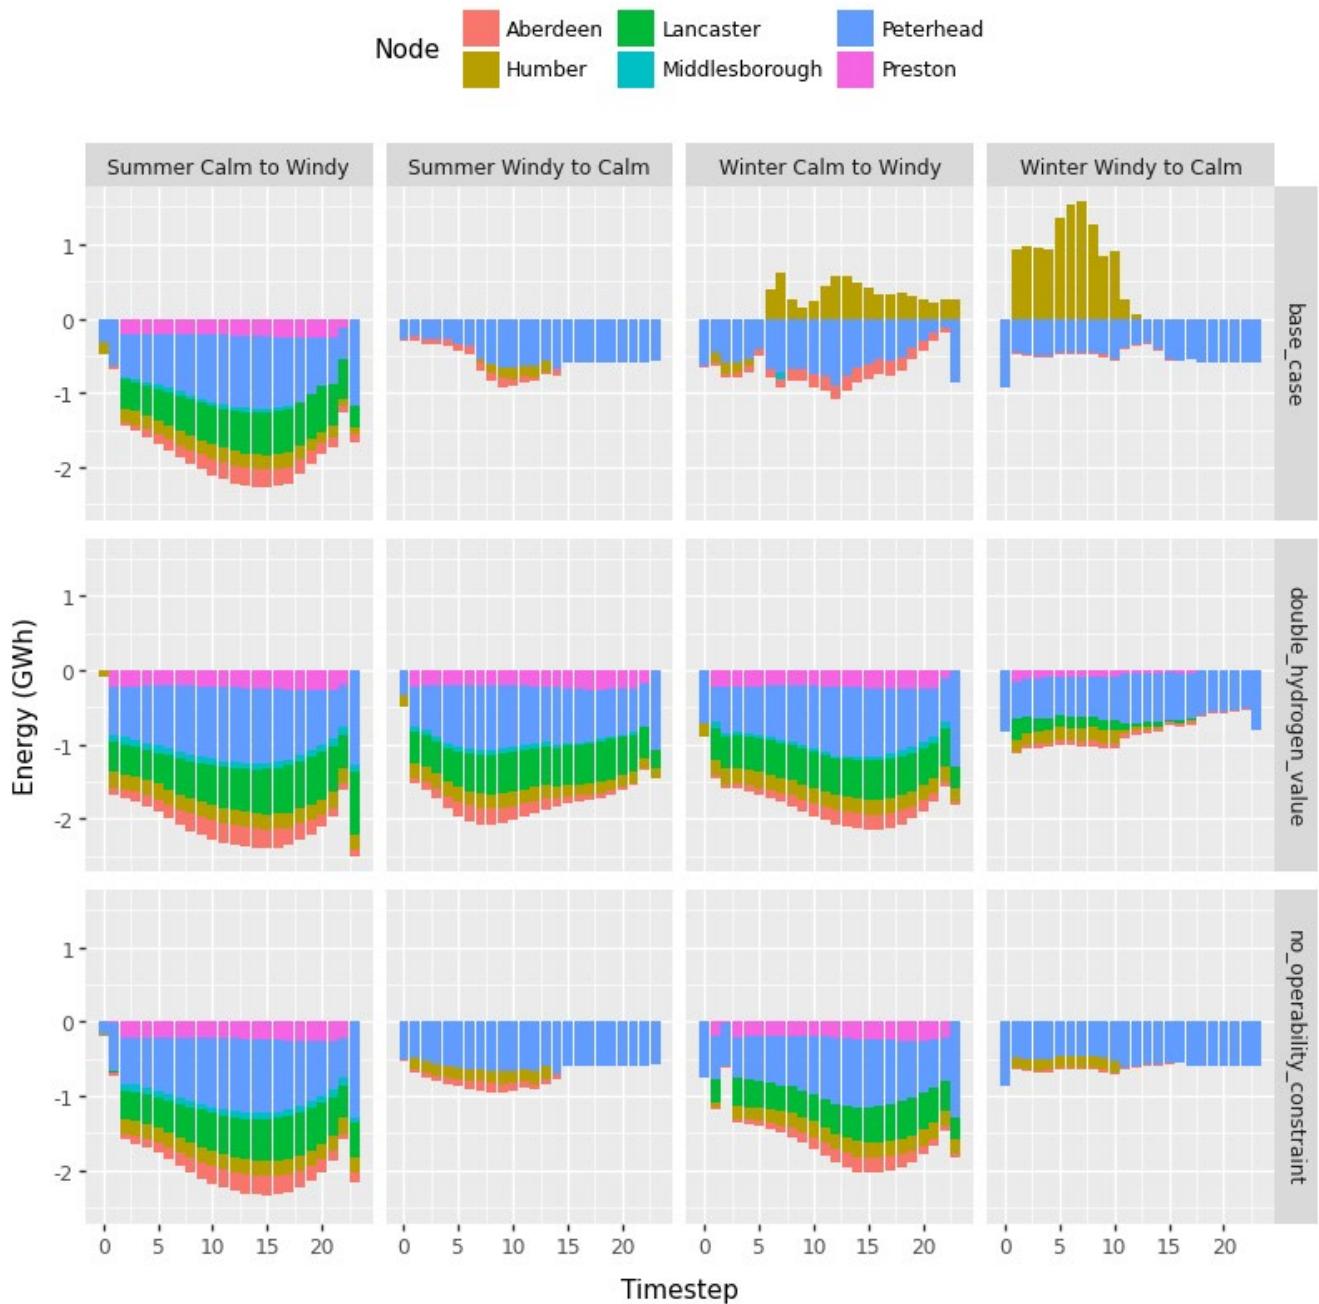 Node
Aberdeen Lancaster Peterhead
Humber Middlesborough Preston
Summer Calm to Windy Summer Windy to Calm Winter Calm to Windy Winter Windy to Calm
1
0
-1
-2
base_case
Energy (GWh)
1
0
-1
-2
double_hydrogen_value
1
0
-1
-2
no_operability_constraint
0 5 10 15 20 0 5 10 15 20 0 5 10 15 20 0 5 10 15 20
Timestep